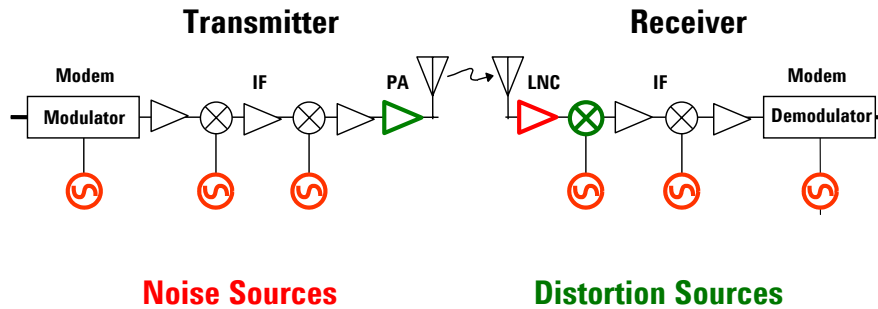 Transmitter
Receiver
Modem
IF
PA
LNC
IF
Modem
Modulator
Demodulator
Noise Sources
Distortion Sources